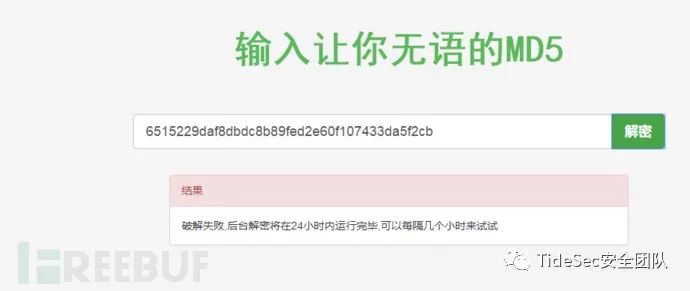 输入让你无语的MD5
6515229daf8dbdc8b89fed2e60f107433da5f2cb
解密
结果
破解失败,后台解密将在24小时内运行完毕,可以每隔几个小时来试试
FREEBUF
TideSec安全团队